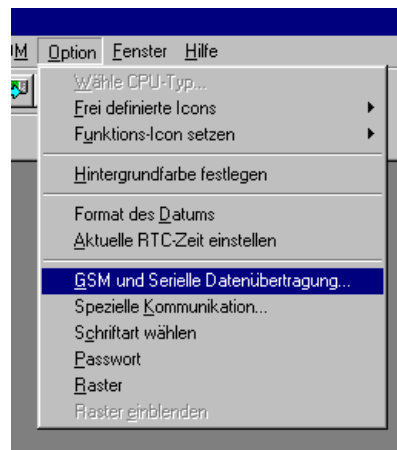 M Option Fenster Hilfe
Wähle CPU-Typ...
Frei definierte Icons
Funktions-Icon setzen
Hintergrundfarbe festlegen
Format des Datums
Aktuelle RTC-Zeit einstellen
GSM und Serielle Datenübertragung...
Spezielle Kommunikation...
Schriftart wählen
Passwort
Raster
Raster einblenden